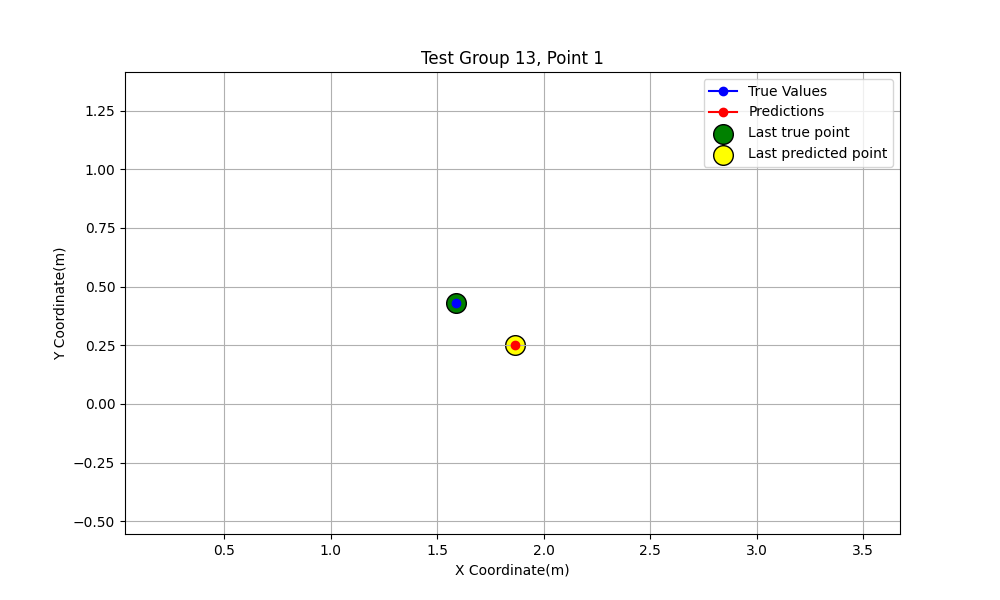 Test Group 13, Point 1
True Values
Predictions
Last true point
Last predicted point
Y Coordinate(m)
1.25
1.00
0.75
0.50
0.25
0.00
−0.25
−0.50
0.5 1.0 1.5 2.0 2.5 3.0 3.5
X Coordinate(m)